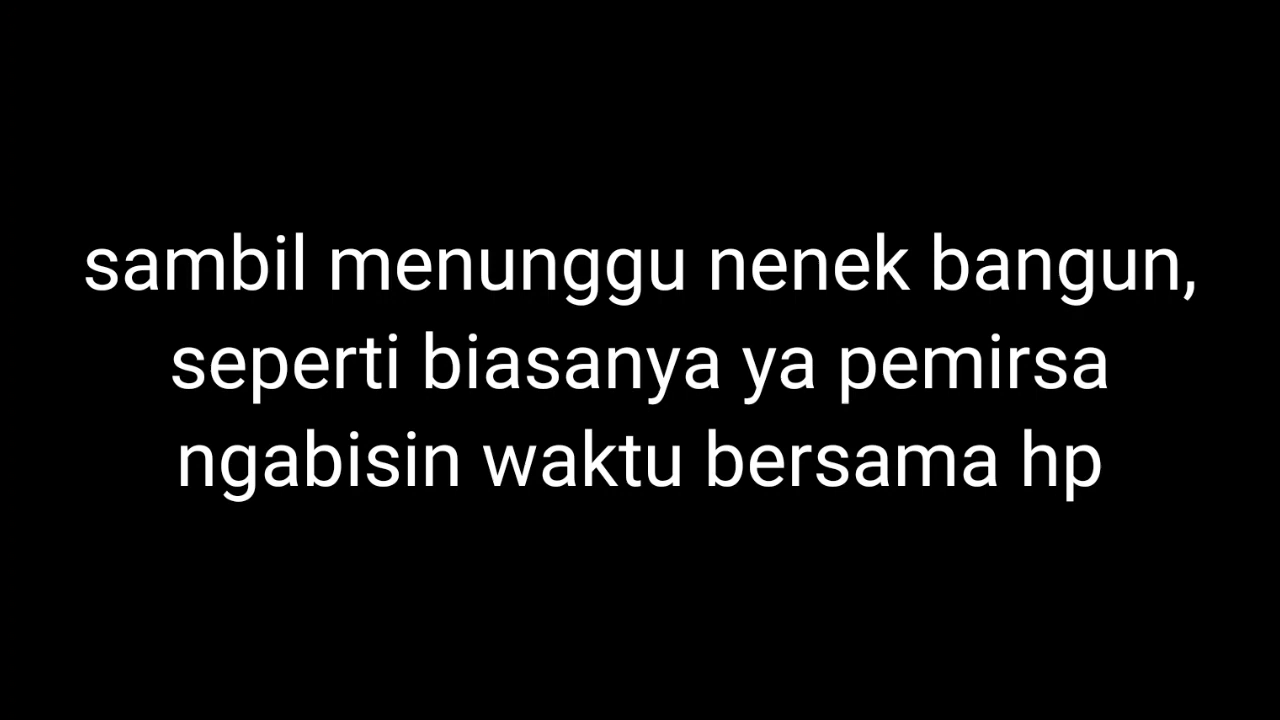 sambil menunggu nenek bangun,
seperti biasanya ya pemirsa
ngabisin waktu bersama hp